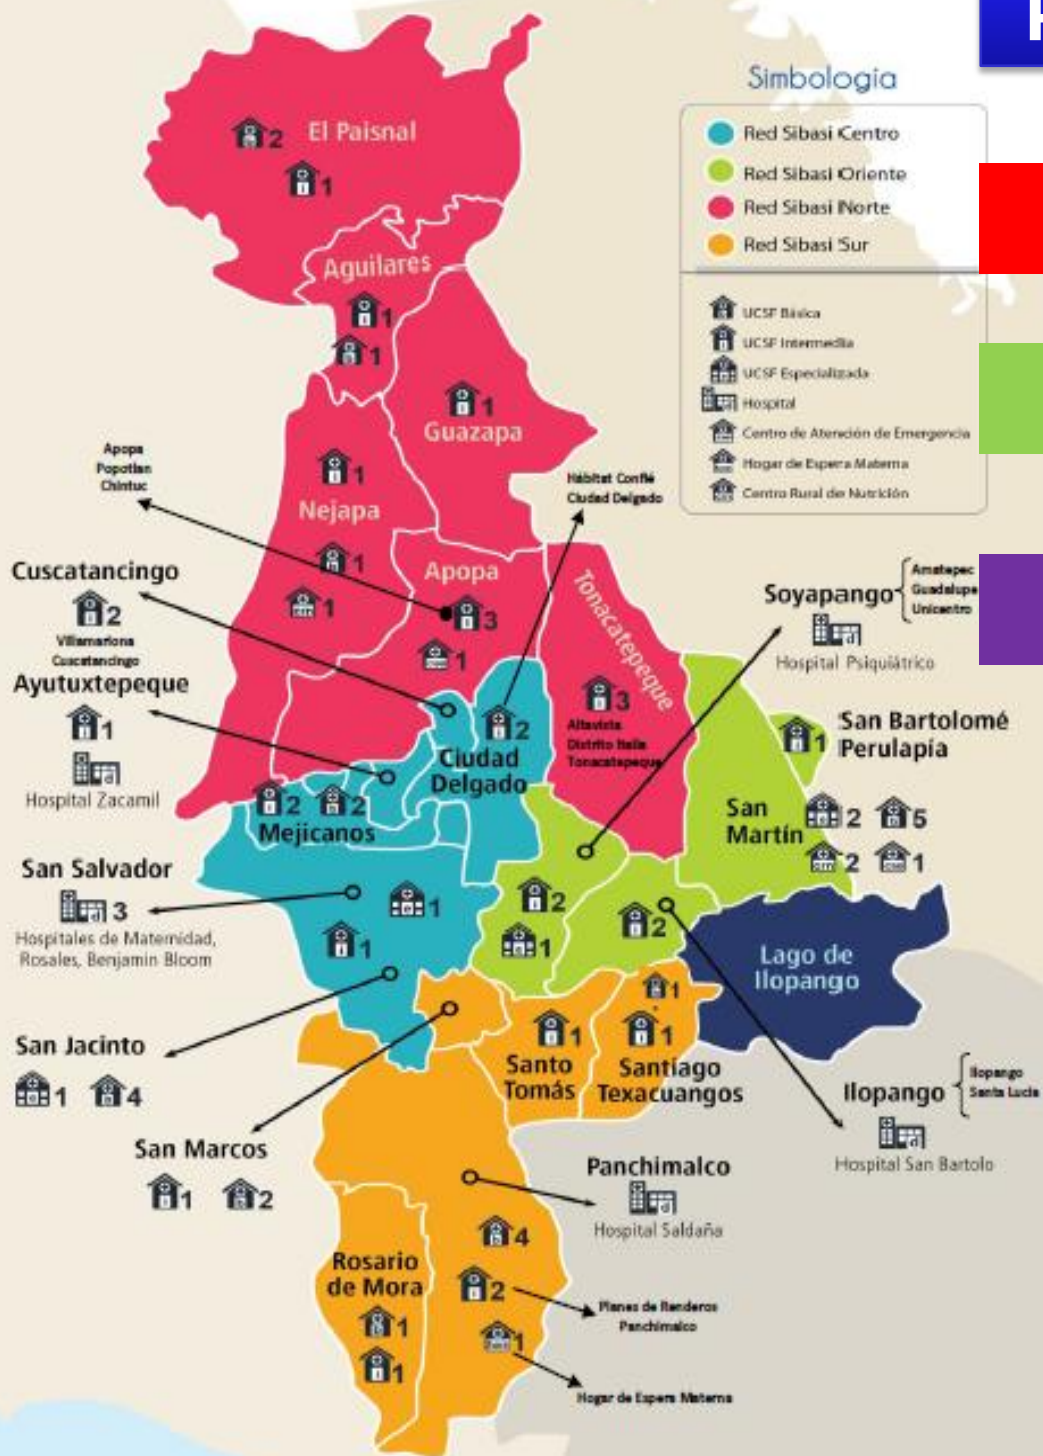 Simbologia
Red Sibasi Centro
Red Sibasi Oriente
Red Sibasi Norte
Red Sibasi Sur
UCSF Básica
UCSF Intermedia
UCSF Especializada
Hospital
Centro de Atención de Emergencia
Hogar de Espera Materna
Centro Rural de Nutrición
El Paisnal
2
1
Aguilares
1
1
Guazapa
1
Apopa
Popotlan
Chintuc
Nejapa
1
1
1
Hábitat Confié
Ciudad Delgado
Apopa
3
1
Tonacatepeque
3
Altavista
Distrito Italia
Tonacatepeque
Cuscatancingo
2
Villamariona
Cuscatancingo
Ayutuxtepeque
1
Hospital Zacamil
Soyapango
Amatepec
Guadalupe
Unicentro
Hospital Psiquiátrico
San Bartolomé
Perulapía
1
Ciudad
Delgado
2
Mejicanos
2
2
San
Martín
2
5
2
1
San Salvador
3
Hospitales de Maternidad,
Rosales, Benjamin Bloom
1
1
2
1
2
Lago de
Ilopango
San Jacinto
1
4
Santo
Tomás
1
Santiago
Texacuangos
1
1
Ilopango
Ilopango
Santa Lucia
Hospital San Bartolo
San Marcos
1
2
Panchimalco
Hospital Saldaña
4
2
1
Planes de Renderos
Panchimalco
Hogar de Espera Materna
Rosario
de Mora
1
1